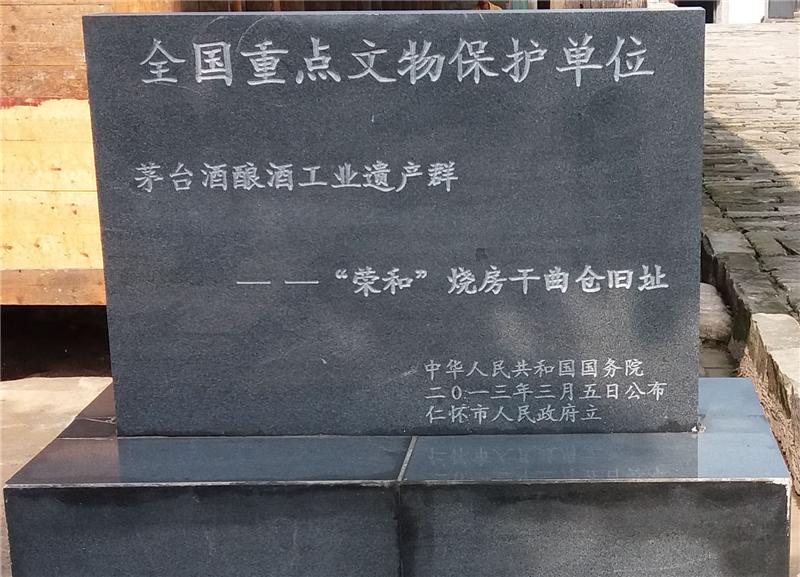 全国重点文物保护单位
茅台酒酿酒工业遗产群
——“荣和”烧房干曲仓旧址
中华人民共和国国务院
二〇一三年三月五日公布
仁怀市人民政府立